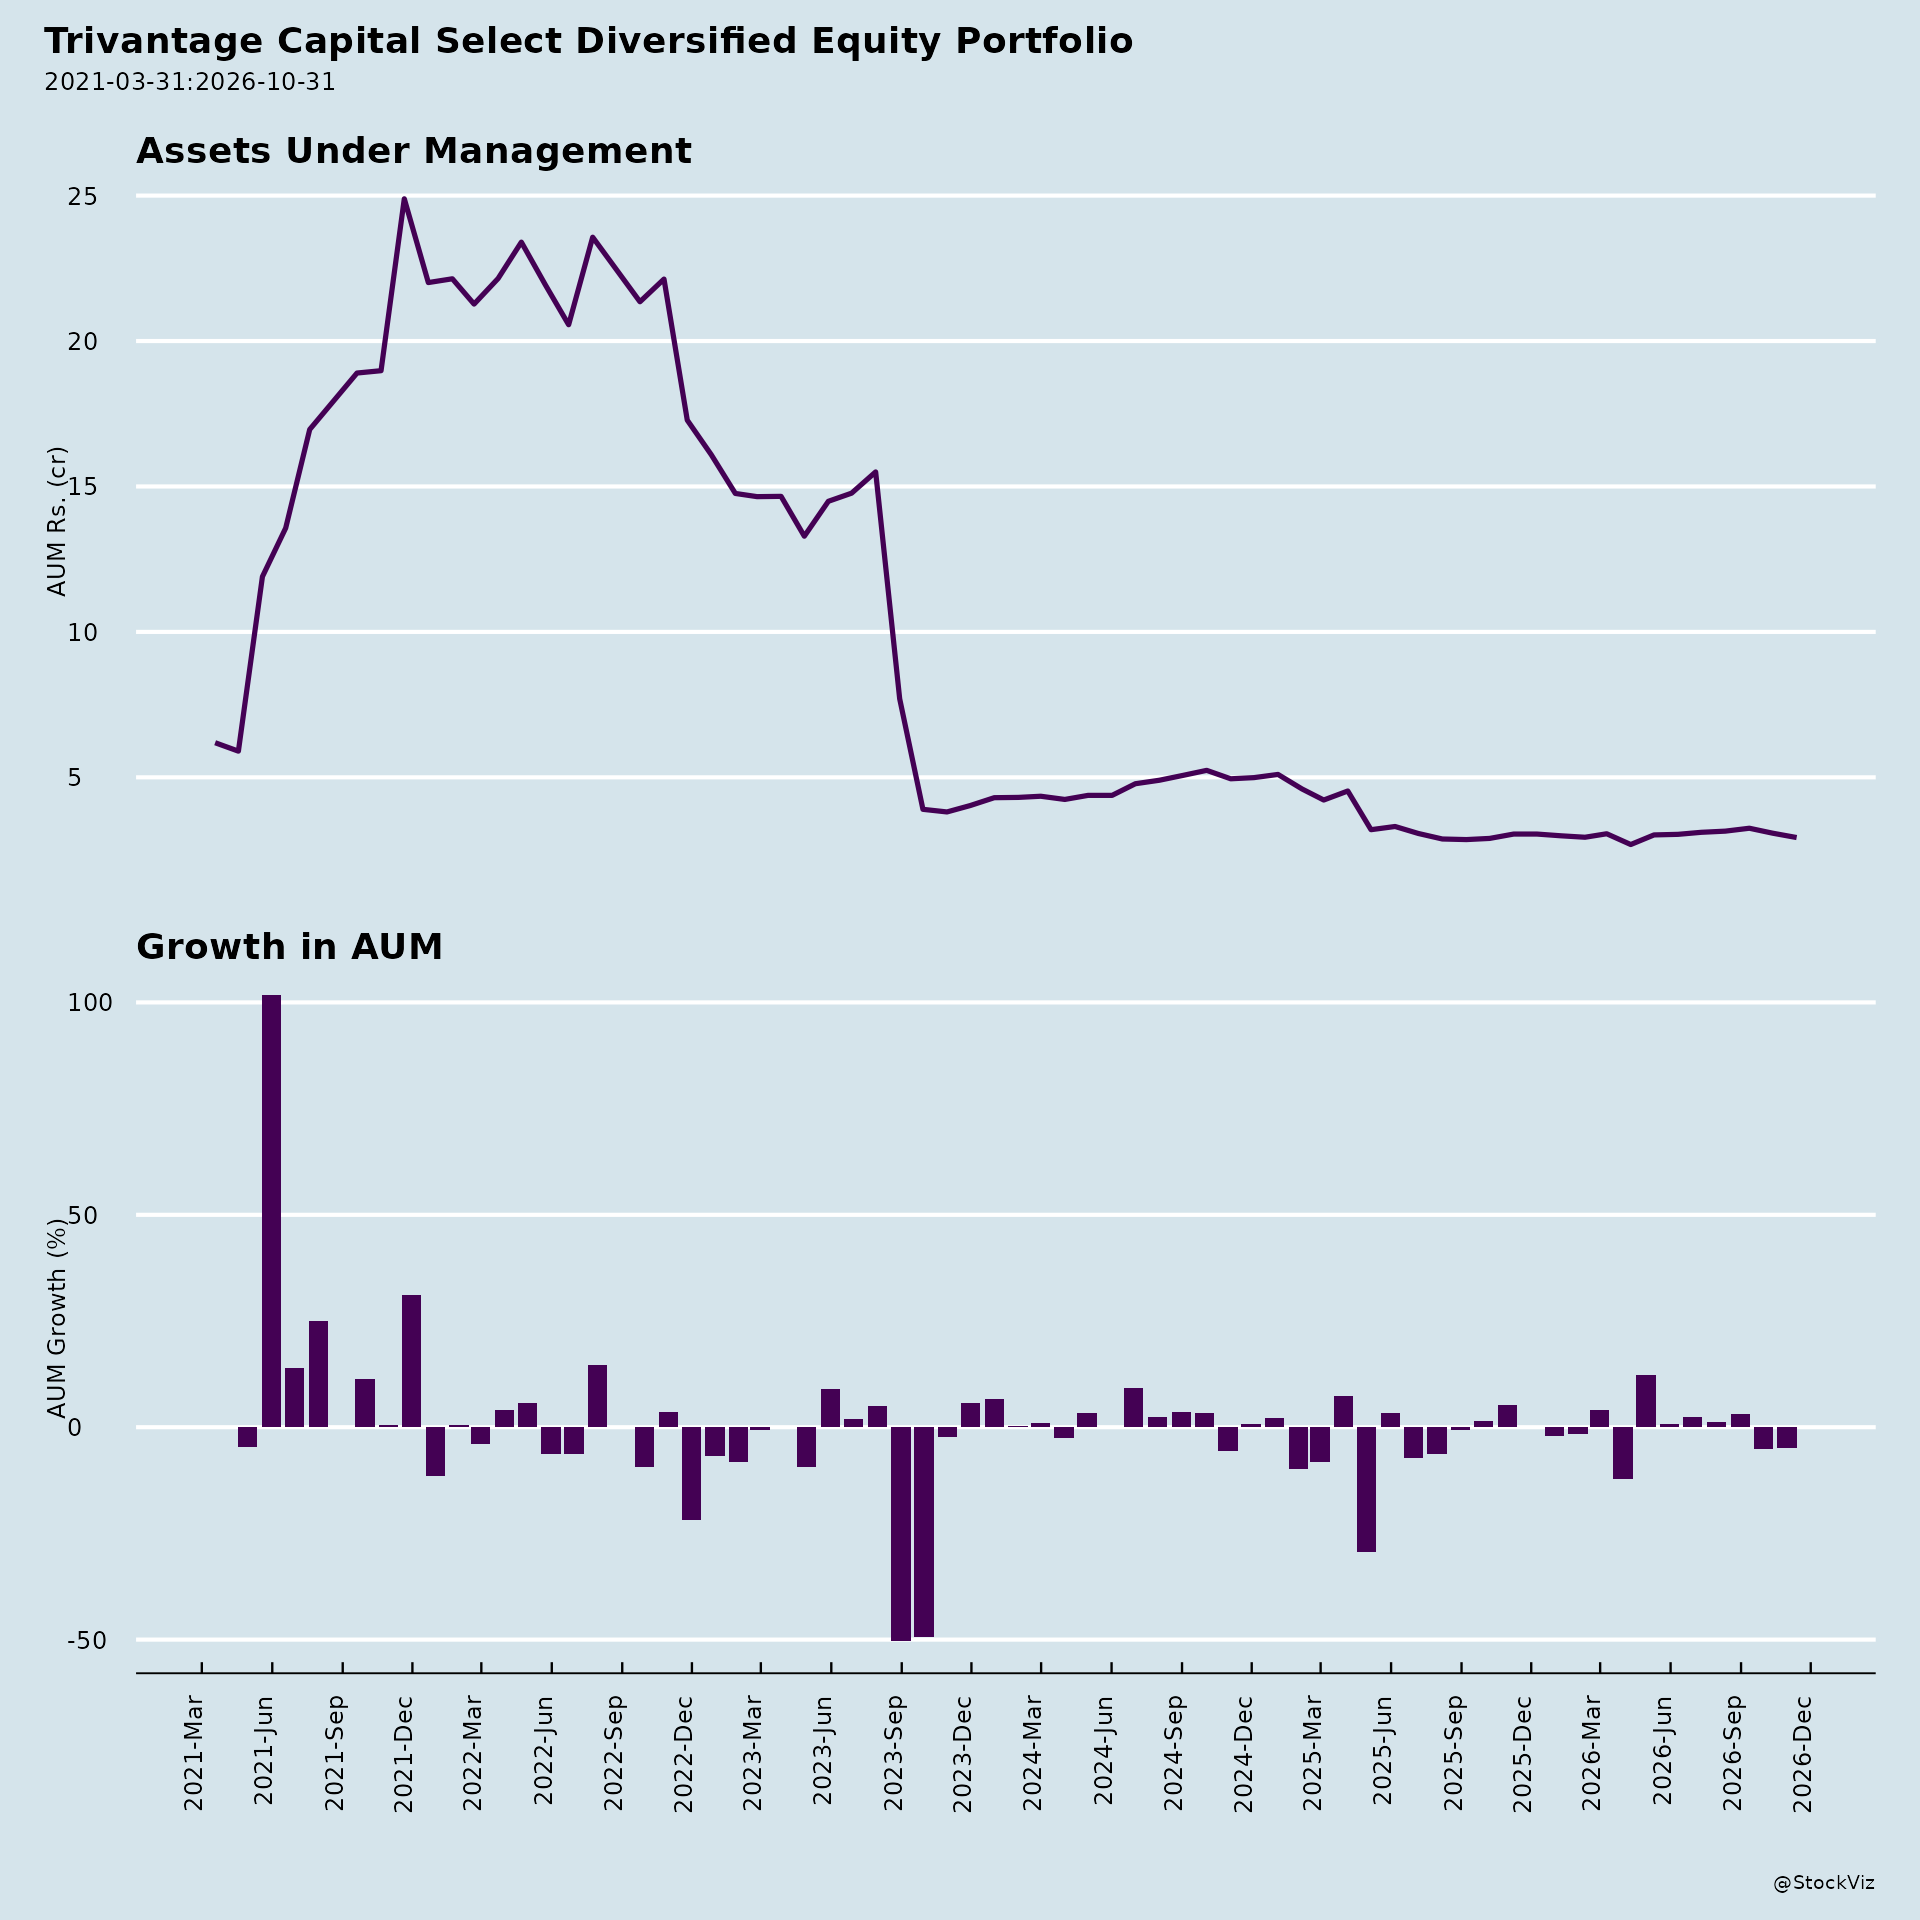 Trivantage Capital Select Diversified Equity Portfolio
2021-03-31:2026-10-31
Assets Under Management
AUM Rs. (cr)
25
20
15
10
5
Growth in AUM
AUM Growth (%)
100
50
0
-50
2021-Mar
2021-Jun
2021-Sep
2021-Dec
2022-Mar
2022-Jun
2022-Sep
2022-Dec
2023-Mar
2023-Jun
2023-Sep
2023-Dec
2024-Mar
2024-Jun
2024-Sep
2024-Dec
2025-Mar
2025-Jun
2025-Sep
2025-Dec
2026-Mar
2026-Jun
2026-Sep
2026-Dec
@StockViz